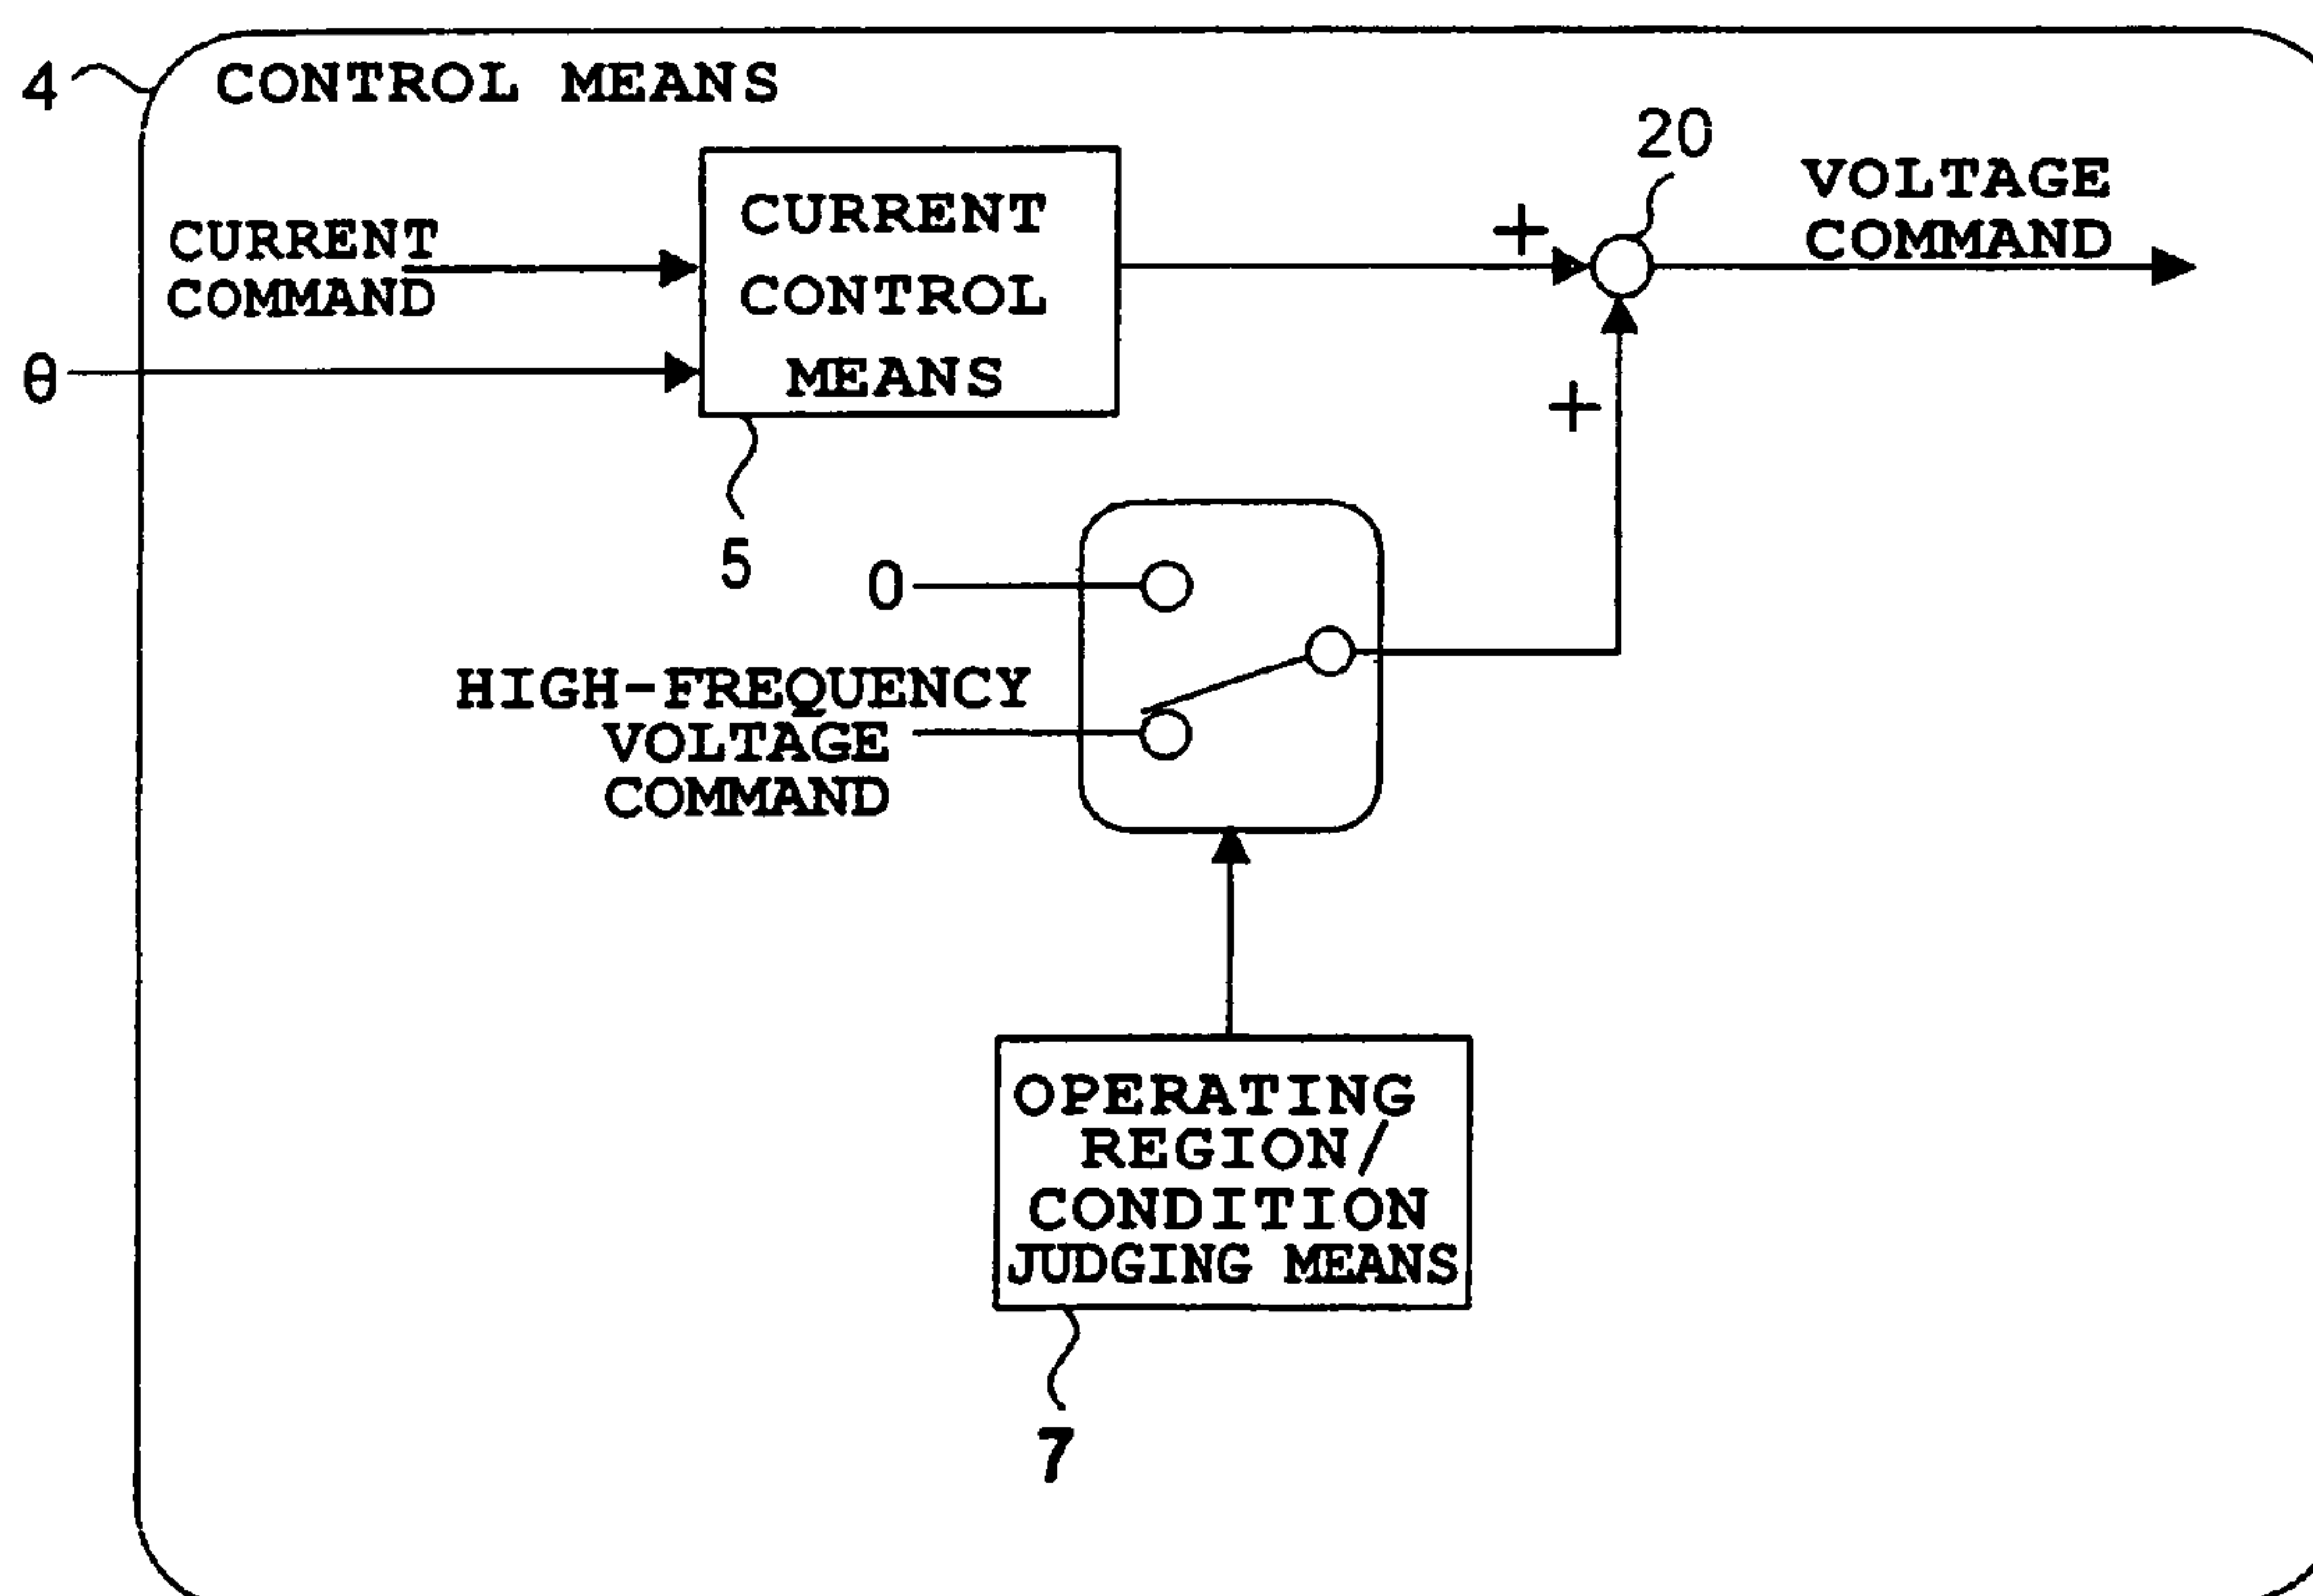 4
CONTROL MEANS
20
VOLTAGE
COMMAND
CURRENT
COMMAND
CURRENT
CONTROL
MEANS
+
θ
+
5
0
HIGH-FREQUENCY
VOLTAGE
COMMAND
OPERATING
REGION/
CONDITION
JUDGING MEANS
7